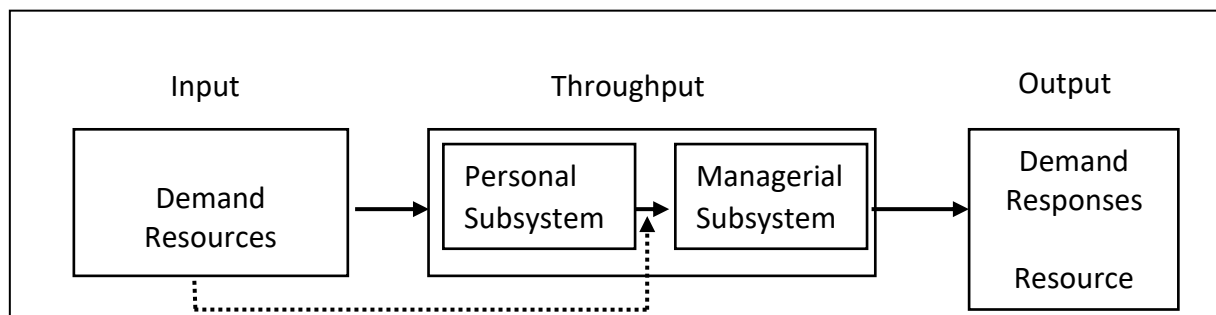 Input
Throughput
Output
Demand
Resources
Personal
Subsystem
Managerial
Subsystem
Demand
Responses
Resource